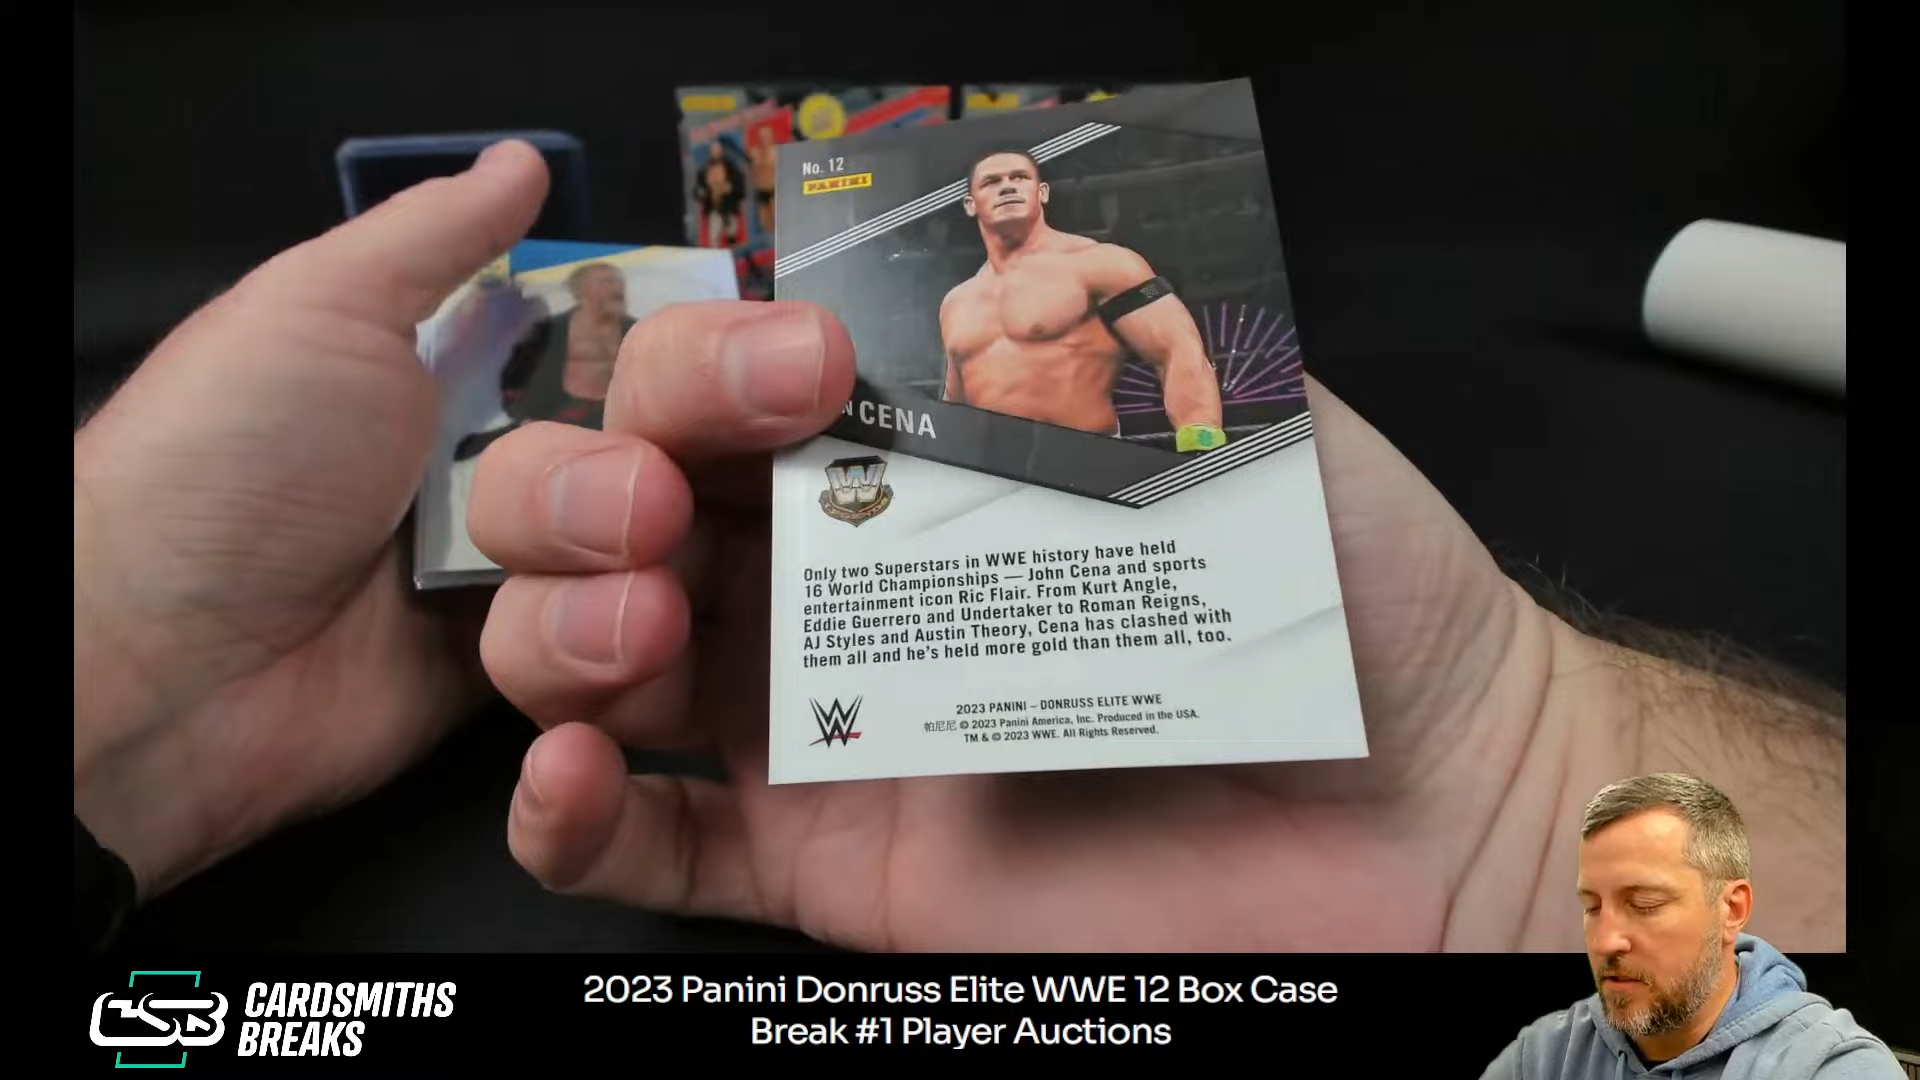 No. 12
PANINI
N CENA
LEGENDS
Only two Superstars in WWE history have held
16 World Championships — John Cena and sports
entertainment icon Ric Flair. From Kurt Angle,
Eddie Guerrero and Undertaker to Roman Reigns,
AJ Styles and Austin Theory, Cena has clashed with
them all and he's held more gold than them all, too.
2023 PANINI – DONRUSS ELITE WWE
帕尼尼 © 2023 Panini America, Inc. Produced in the USA.
TM & © 2023 WWE. All Rights Reserved.
CSB
CARDSMITHS
BREAKS
2023 Panini Donruss Elite WWE 12 Box Case
Break #1 Player Auctions